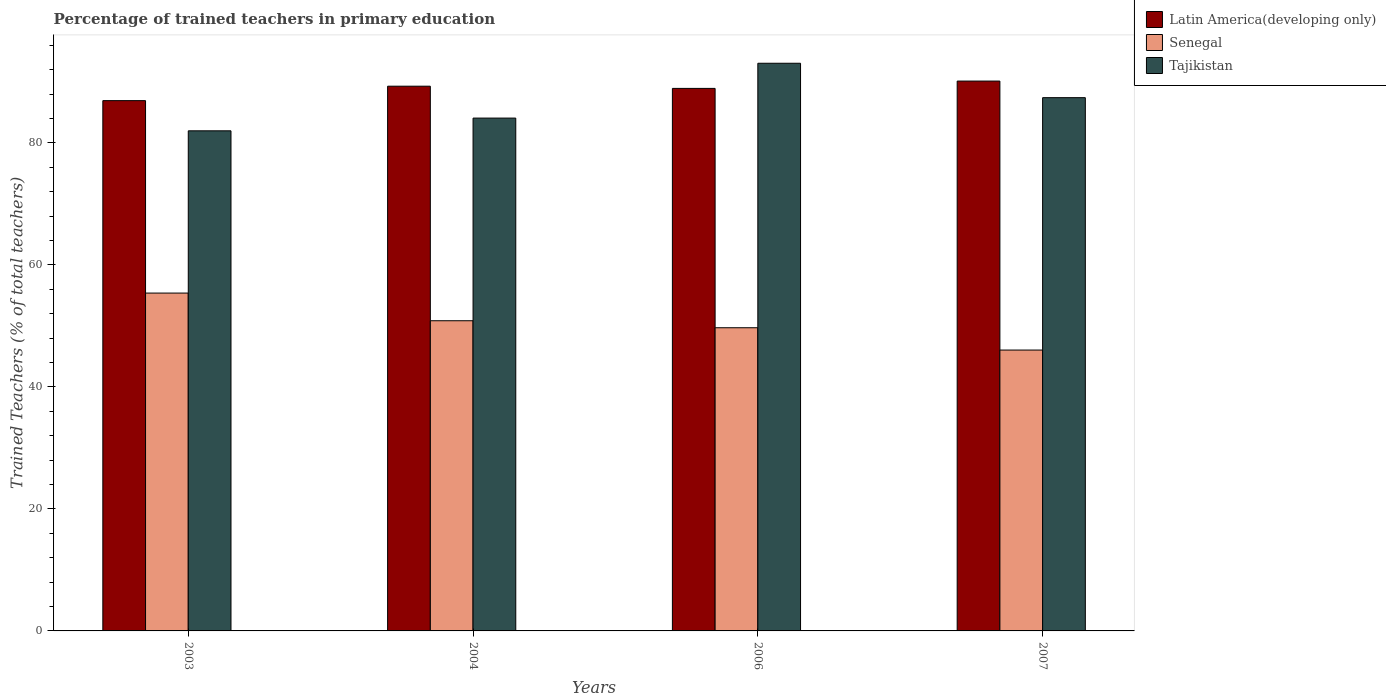 Percentage of trained teachers in primary education
Latin America(developing only)
Senegal
Tajikistan
Trained Teachers (% of total teachers)
80
60
40
20
0
2003
2004
2006
2007
Years